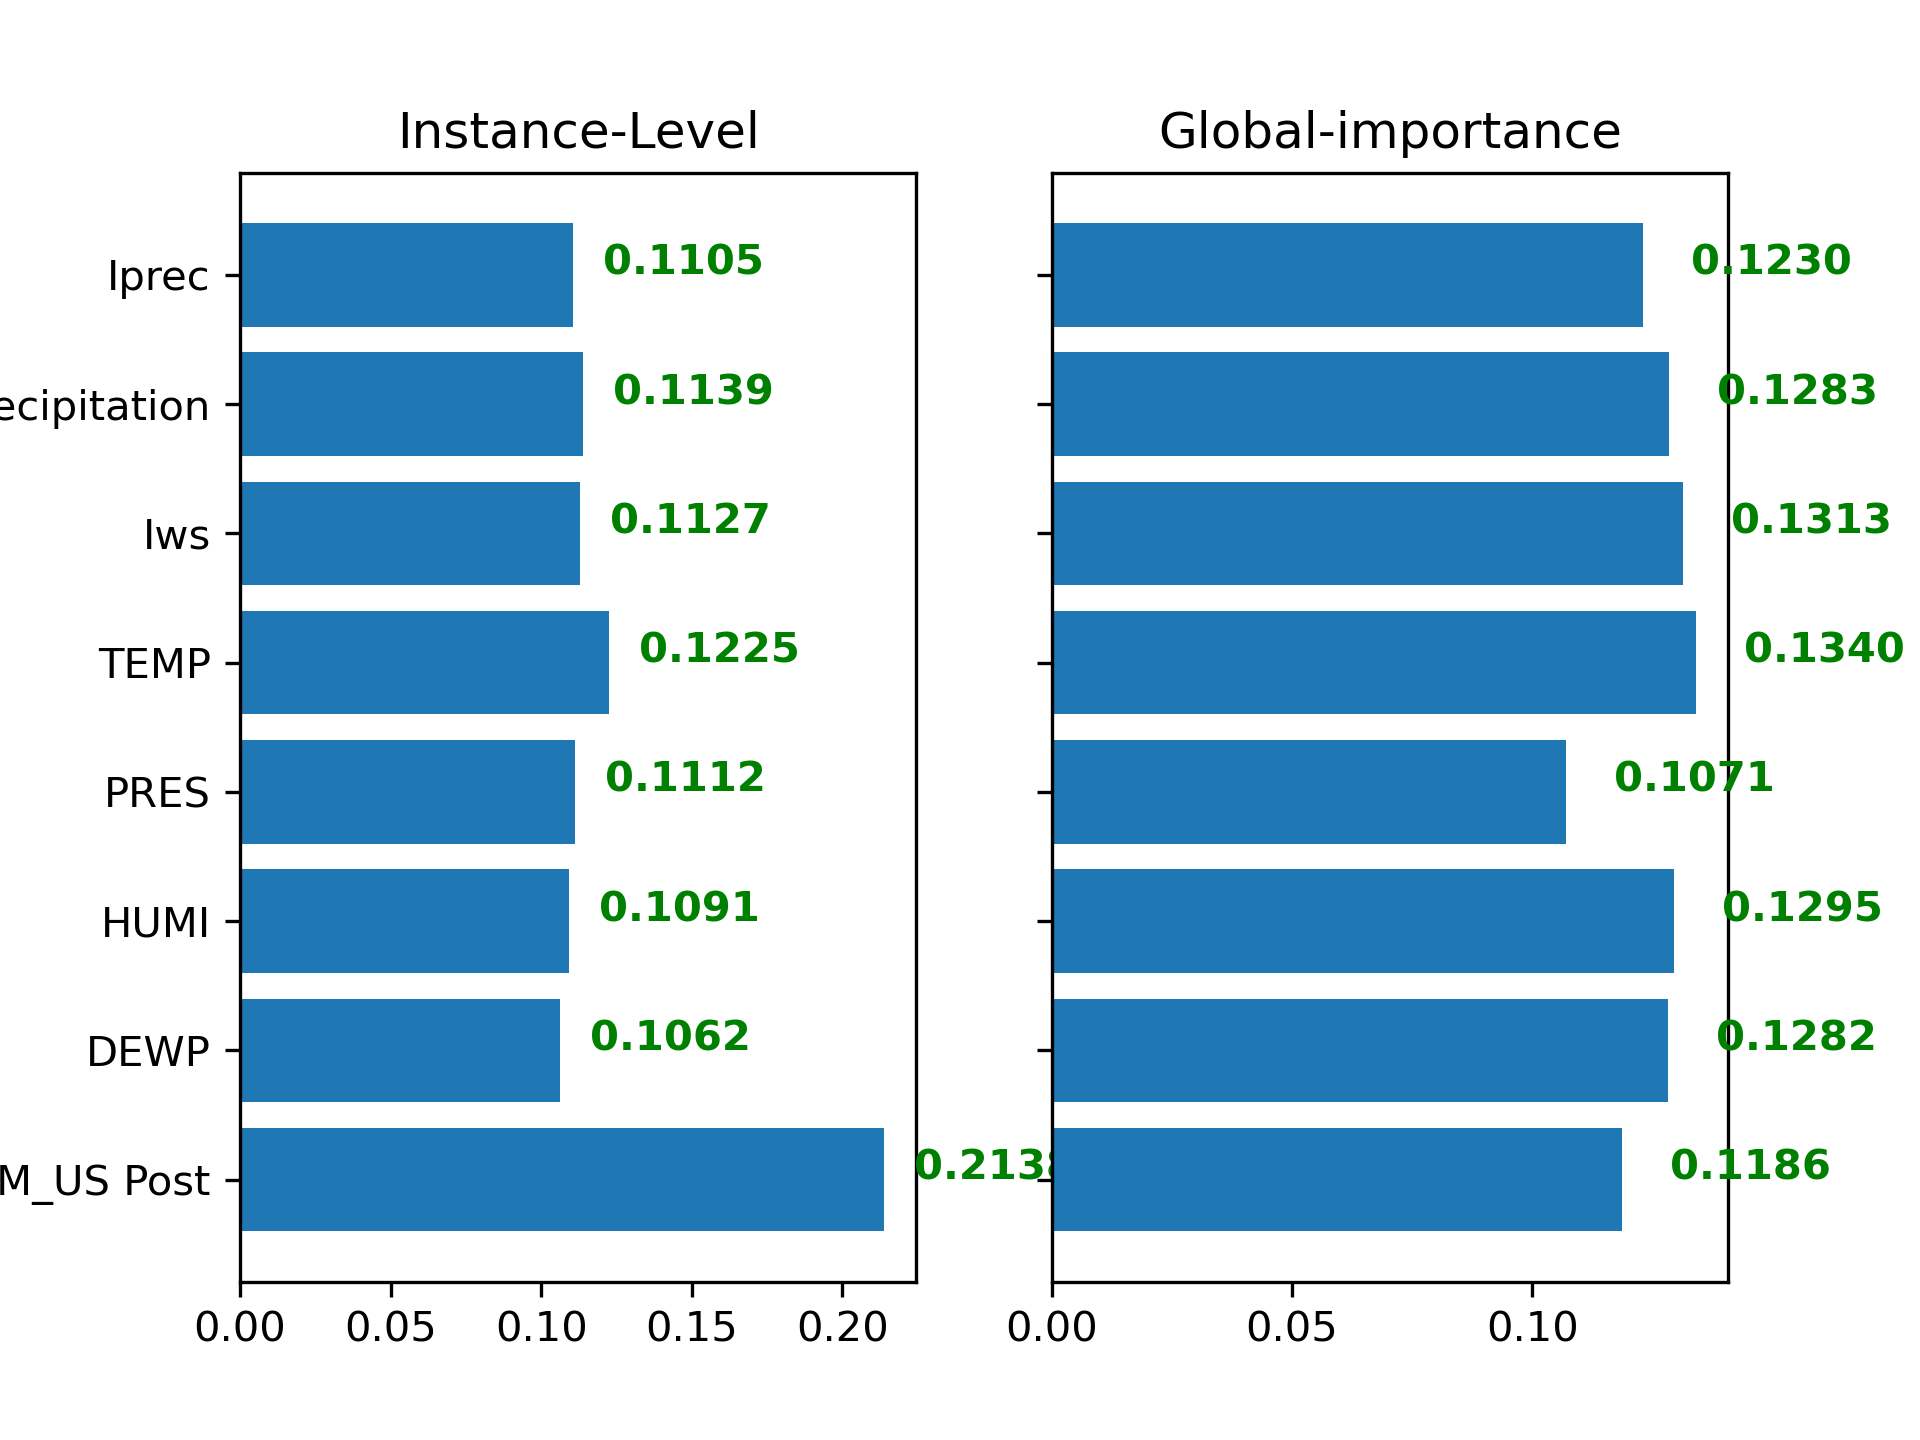 Instance-Level
Iprec
0.1105
ecipitation
0.1139
Iws
0.1127
TEMP
0.1225
PRES
0.1112
HUMI
0.1091
DEWP
0.1062
M_US Post
0.2138
0.00 0.05 0.10 0.15 0.20
Global-importance
0.1230
0.1283
0.1313
0.1340
0.1071
0.1295
0.1282
0.1186
0.00 0.05 0.10